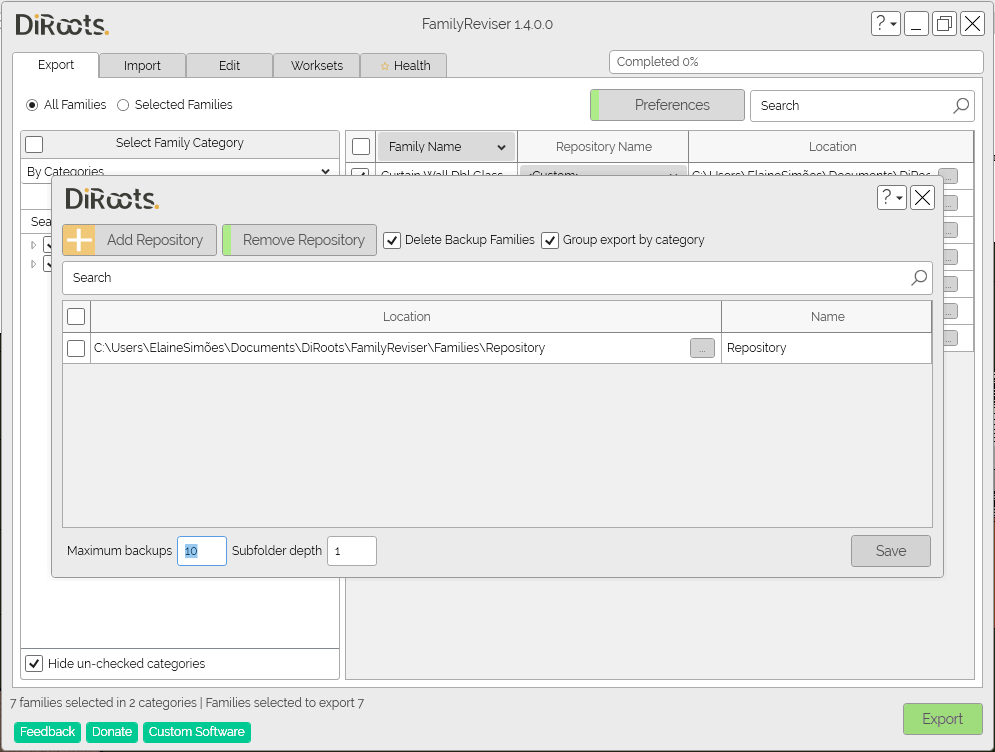 DiRoots.
FamilyReviser 1.4.0.0
?
Export
Import
Edit
Worksets
Health
Completed 0%
All Families
Selected Families
Preferences
Search
Select Family Category
Family Name
Repository Name
Location
By Categories
Curtain Wall Dbl Glass
<Custom>
C:\Users\ElaineSimões\Documents\DiRoo
...
Sea
DiRoots.
?
Add Repository
Remove Repository
Delete Backup Families
Group export by category
Search
Location
Name
C:\Users\ElaineSimões\Documents\DiRoots\FamilyReviser\Families\Repository
...
Repository
Maximum backups
10
Subfolder depth
1
Save
Hide un-checked categories
7 families selected in 2 categories | Families selected to export 7
Feedback
Donate
Custom Software
Export